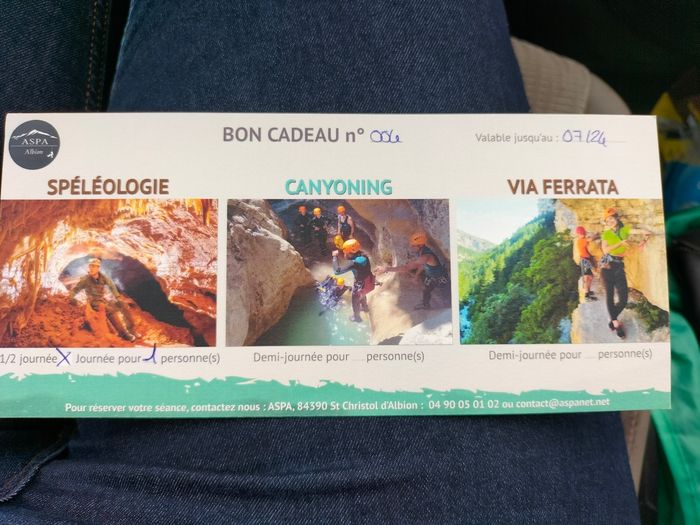 ASPA
Albion
BON CADEAU n° 004
Valable jusqu'au : 07/24
SPÉLÉOLOGIE
CANYONING
VIA FERRATA
1/2 journée X Journée pour 1 personne(s)
Demi-journée pour .... personne(s)
Demi-journée pour .... personne(s)
Pour réserver votre séance, contactez nous : ASPA, 84390 St Christol d'Albion : 04 90 05 01 02 ou contact@aspanet.net